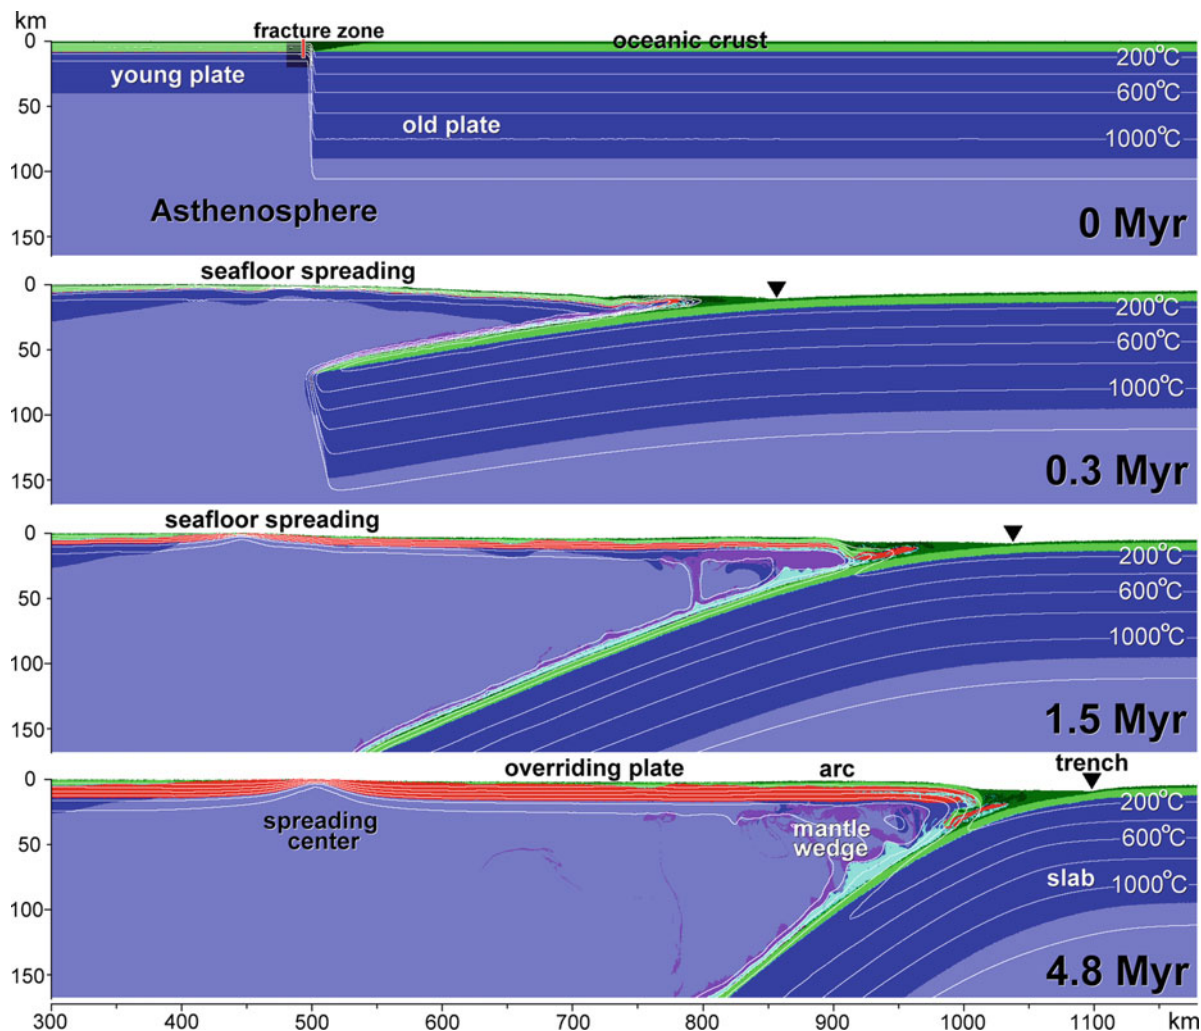 km
fracture zone
oceanic crust
0
young plate
200°C
50
600°C
old plate
1000°C
100
Asthenosphere
150
0 Myr
seafloor spreading
0
200°C
50
600°C
100
1000°C
150
0.3 Myr
seafloor spreading
0
200°C
50
600°C
100
1000°C
150
1.5 Myr
overriding plate arc trench
0
200°C
spreading
center
mantle
wedge
50
600°C
slab
1000°C
100
150
4.8 Myr
300 400 500 600 700 800 900 1000 1100 km